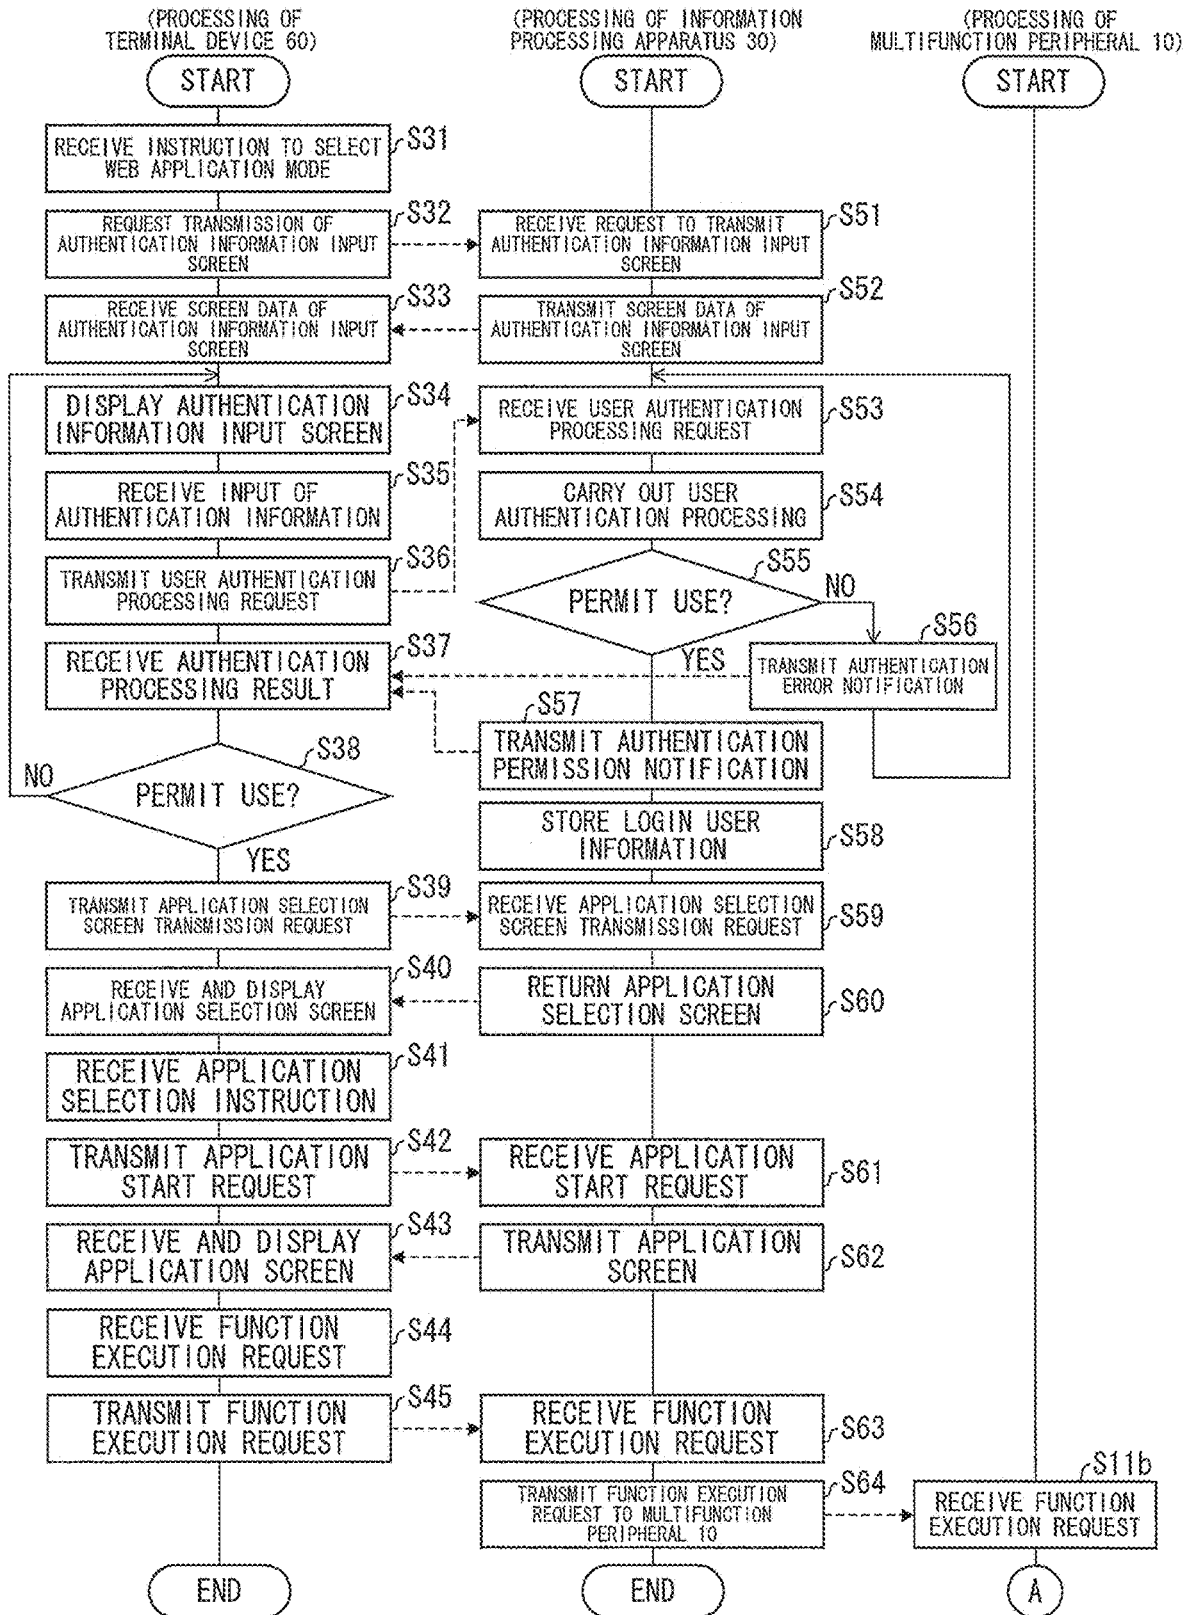 (PROCESSING OF
TERMINAL DEVICE 60)
(PROCESSING OF INFORMATION
PROCESSING APPARATUS 30)
(PROCESSING OF
MULTIFUNCTION PERIPHERAL 10)
START
START
START
RECEIVE INSTRUCTION TO SELECT
WEB APPLICATION MODE
S31
REQUEST TRANSMISSION OF
AUTHENTICATION INFORMATION INPUT
SCREEN
S32
RECEIVE REQUEST TO TRANSMIT
AUTHENTICATION INFORMATION INPUT
SCREEN
S51
RECEIVE SCREEN DATA OF
AUTHENTICATION INFORMATION INPUT
SCREEN
S33
TRANSMIT SCREEN DATA OF
AUTHENTICATION INFORMATION INPUT
SCREEN
S52
DISPLAY AUTHENTICATION
INFORMATION INPUT SCREEN
S34
RECEIVE USER AUTHENTICATION
PROCESSING REQUEST
S53
RECEIVE INPUT OF
AUTHENTICATION INFORMATION
S35
CARRY OUT USER
AUTHENTICATION PROCESSING
S54
TRANSMIT USER AUTHENTICATION
PROCESSING REQUEST
S36
PERMIT USE?
S55
NO
YES
RECEIVE AUTHENTICATION
PROCESSING RESULT
S37
TRANSMIT AUTHENTICATION
ERROR NOTIFICATION
S56
TRANSMIT AUTHENTICATION
PERMISSION NOTIFICATION
S57
PERMIT USE?
S38
NO
YES
STORE LOGIN USER
INFORMATION
S58
TRANSMIT APPLICATION SELECTION
SCREEN TRANSMISSION REQUEST
S39
RECEIVE APPLICATION SELECTION
SCREEN TRANSMISSION REQUEST
S59
RECEIVE AND DISPLAY
APPLICATION SELECTION SCREEN
S40
RETURN APPLICATION
SELECTION SCREEN
S60
RECEIVE APPLICATION
SELECTION INSTRUCTION
S41
TRANSMIT APPLICATION
START REQUEST
S42
RECEIVE APPLICATION
START REQUEST
S61
RECEIVE AND DISPLAY
APPLICATION SCREEN
S43
TRANSMIT APPLICATION
SCREEN
S62
RECEIVE FUNCTION
EXECUTION REQUEST
S44
TRANSMIT FUNCTION
EXECUTION REQUEST
S45
RECEIVE FUNCTION
EXECUTION REQUEST
S63
TRANSMIT FUNCTION EXECUTION
REQUEST TO MULTIFUNCTION
PERIPHERAL 10
S64
RECEIVE FUNCTION
EXECUTION REQUEST
S11b
END
END
A